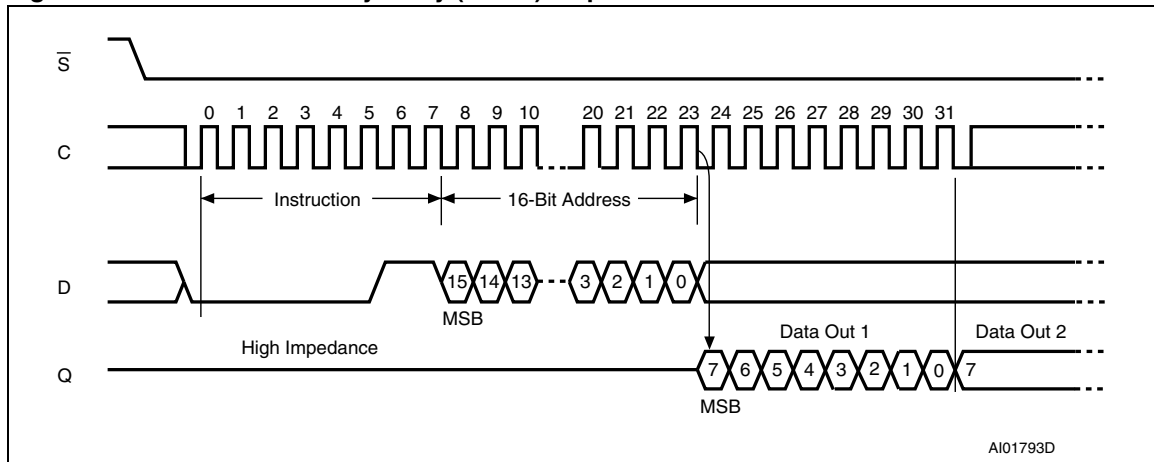 S
0 1 2 3 4 5 6 7 8 9 10 20 21 22 23 24 25 26 27 28 29 30 31
C
Instruction 16-Bit Address
D 15 14 13 3 2 1 0
MSB
High Impedance Data Out 1 Data Out 2
Q 7 6 5 4 3 2 1 0 7
MSB
AI01793D